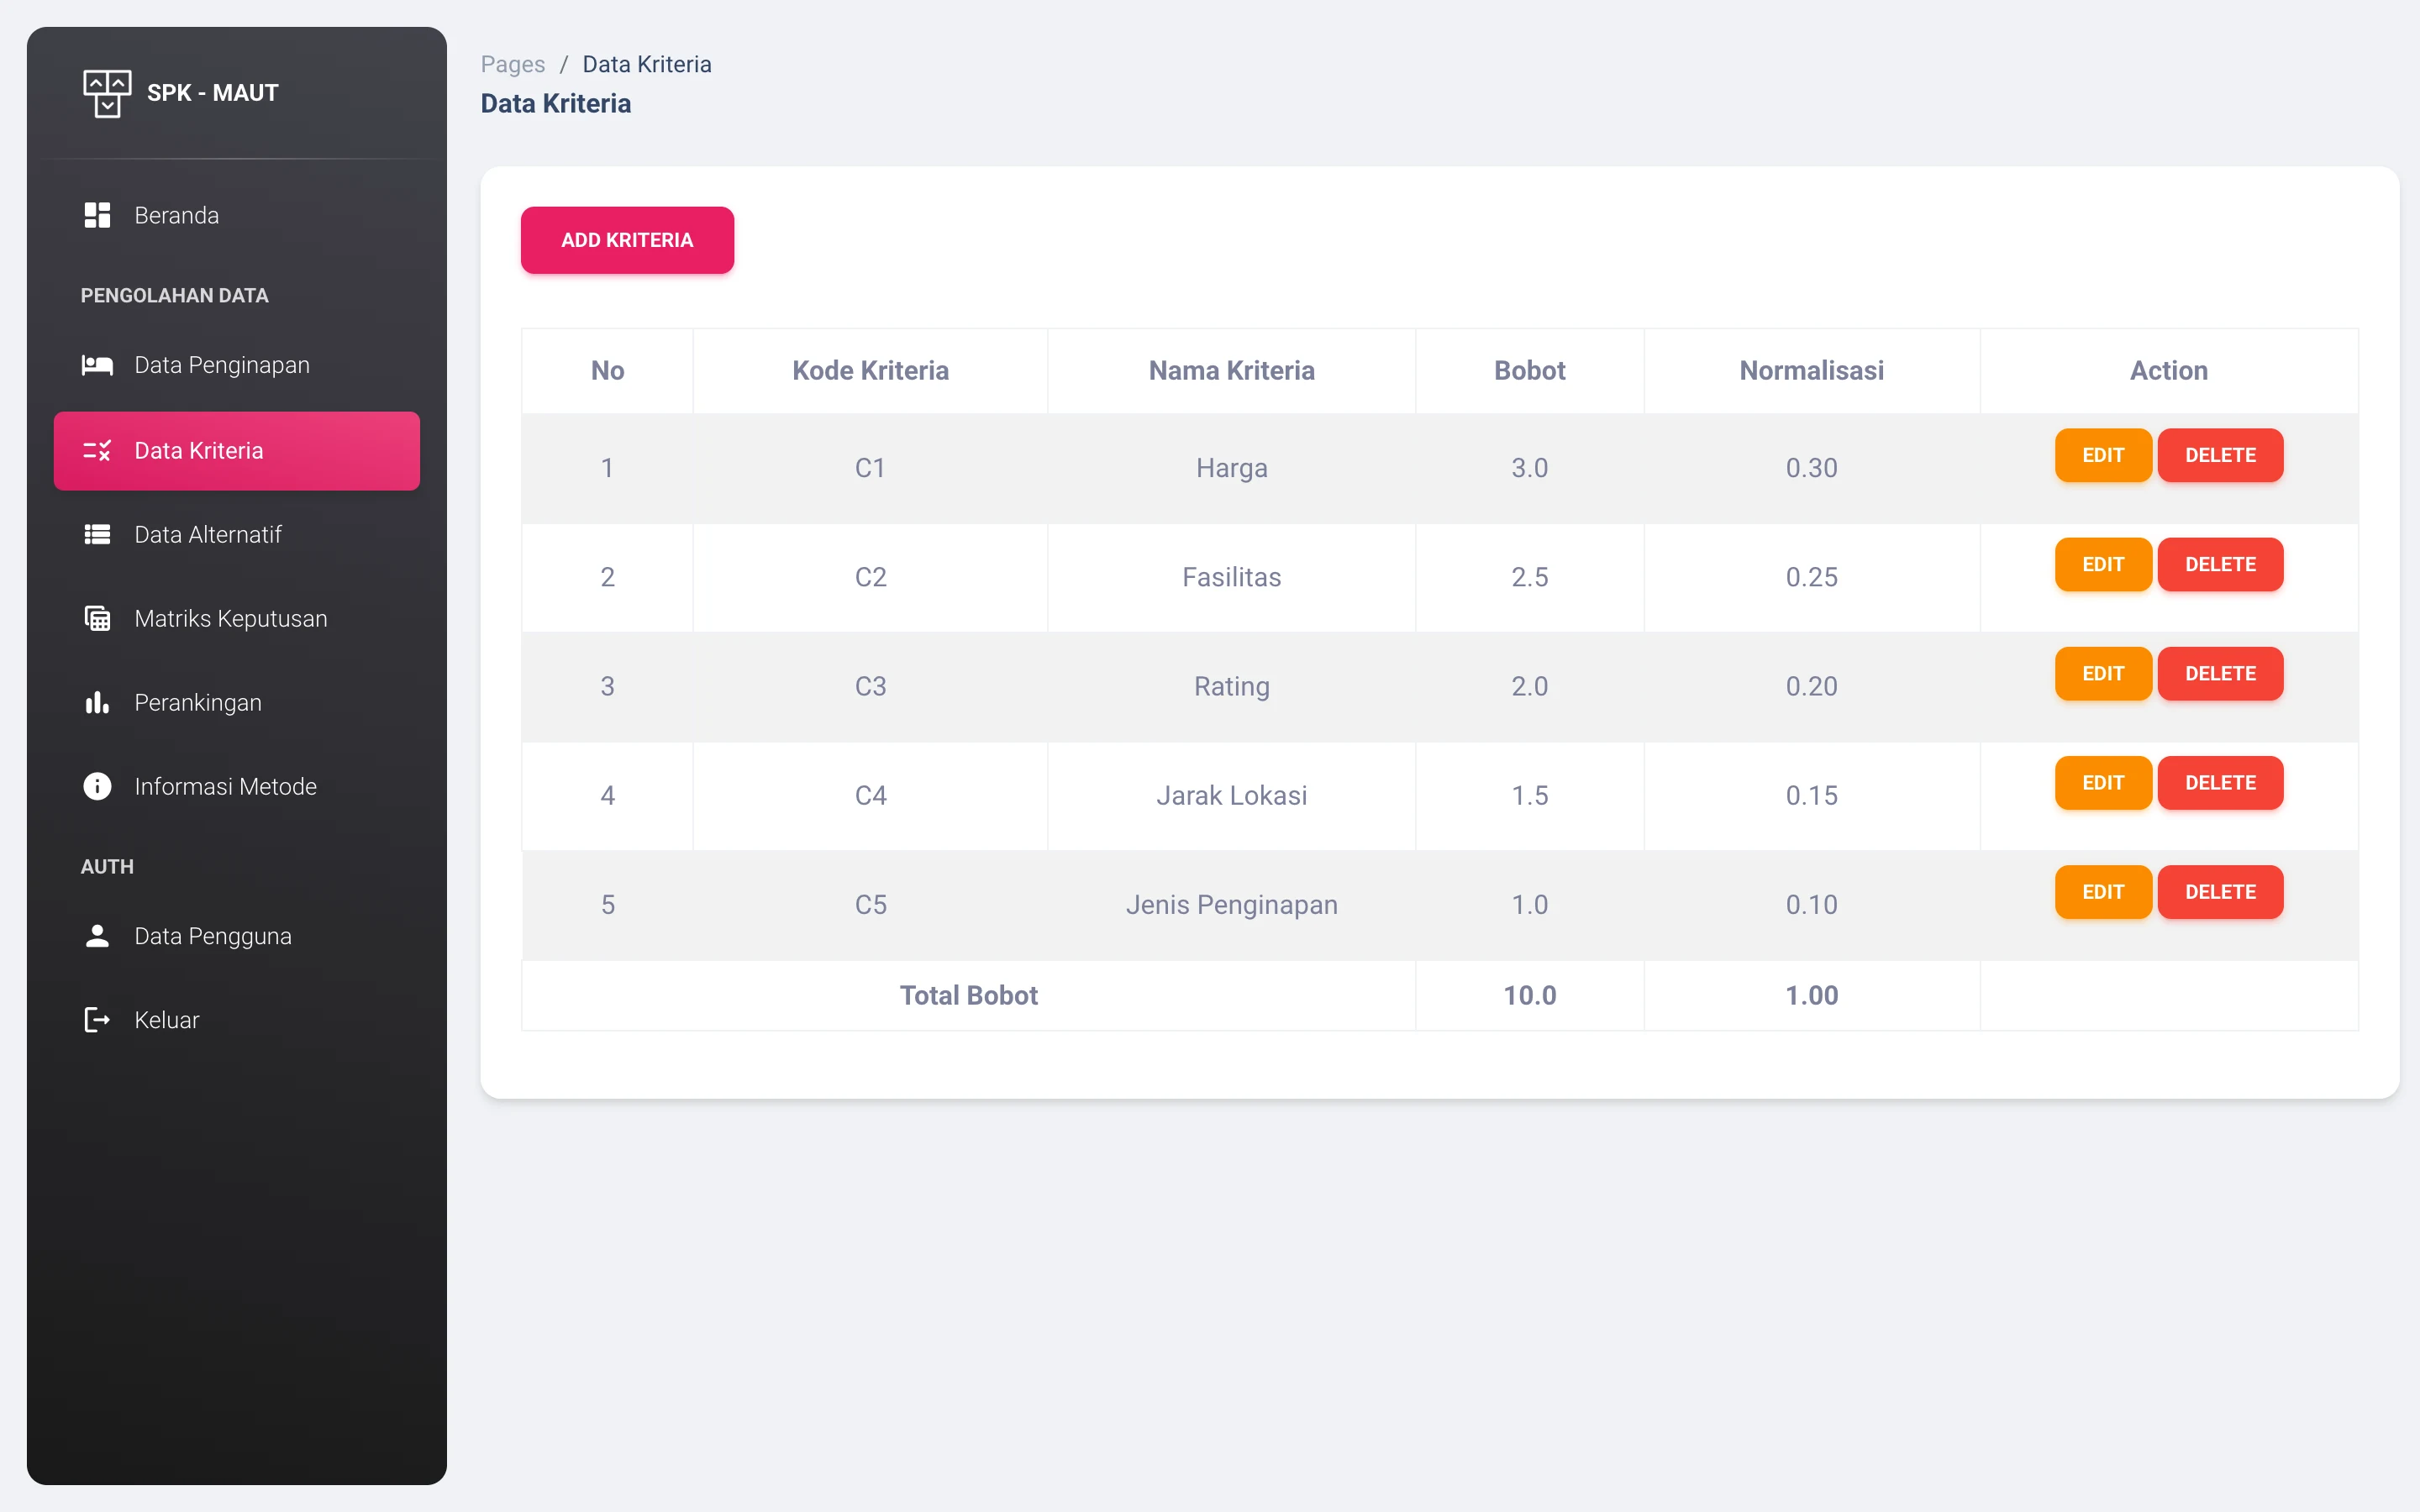 SPK - MAUT
Beranda
PENGOLAHAN DATA
Data Penginapan
Data Kriteria
Data Alternatif
Matriks Keputusan
Perankingan
Informasi Metode
AUTH
Data Pengguna
Keluar
Pages / Data Kriteria
Data Kriteria
ADD KRITERIA
No Kode Kriteria Nama Kriteria Bobot Normalisasi Action
1 C1 Harga 3.0 0.30 EDIT DELETE
2 C2 Fasilitas 2.5 0.25 EDIT DELETE
3 C3 Rating 2.0 0.20 EDIT DELETE
4 C4 Jarak Lokasi 1.5 0.15 EDIT DELETE
5 C5 Jenis Penginapan 1.0 0.10 EDIT DELETE
Total Bobot 10.0 1.00